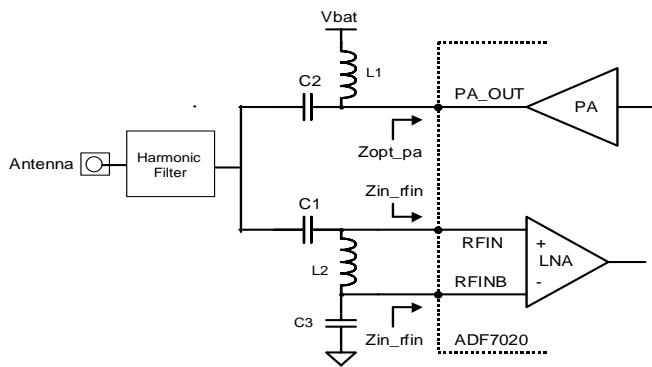 Vbat
L1
C2
PA_OUT
PA
Zopt_pa
Antenna
Harmonic
Filter
C1
Zin_rfin
RFIN
+
LNA
L2
RFINB
-
C3
Zin_rfin
ADF7020